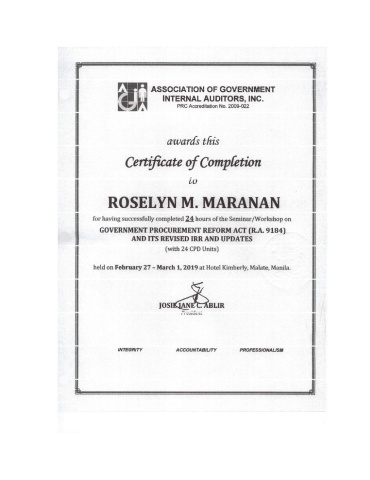 AGIA
ASSOCIATION OF GOVERNMENT
INTERNAL AUDITORS, INC.
PRC Accreditation No. 2009-022
awards this
Certificate of Completion
to
ROSELYN M. MARANAN
for having successfully completed 24 hours of the Seminar/Workshop on
GOVERNMENT PROCUREMENT REFORM ACT (R.A. 9184)
AND ITS REVISED IRR AND UPDATES
(with 24 CPD Units)
held on February 27 – March 1, 2019 at Hotel Kimberly, Malate, Manila.
JOSIE JANE C. ABLIR
INTEGRITY ACCOUNTABILITY PROFESSIONALISM